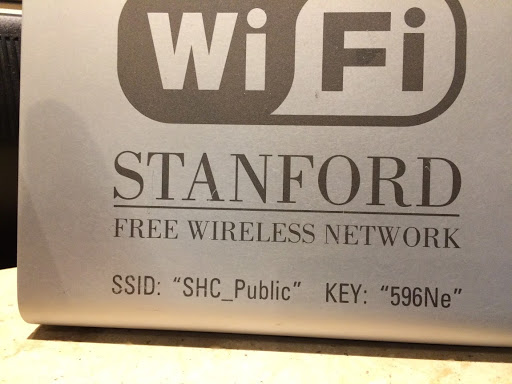 WiFi
STANFORD
FREE WIRELESS NETWORK
SSID: “SHC_Public” KEY: “596Ne”